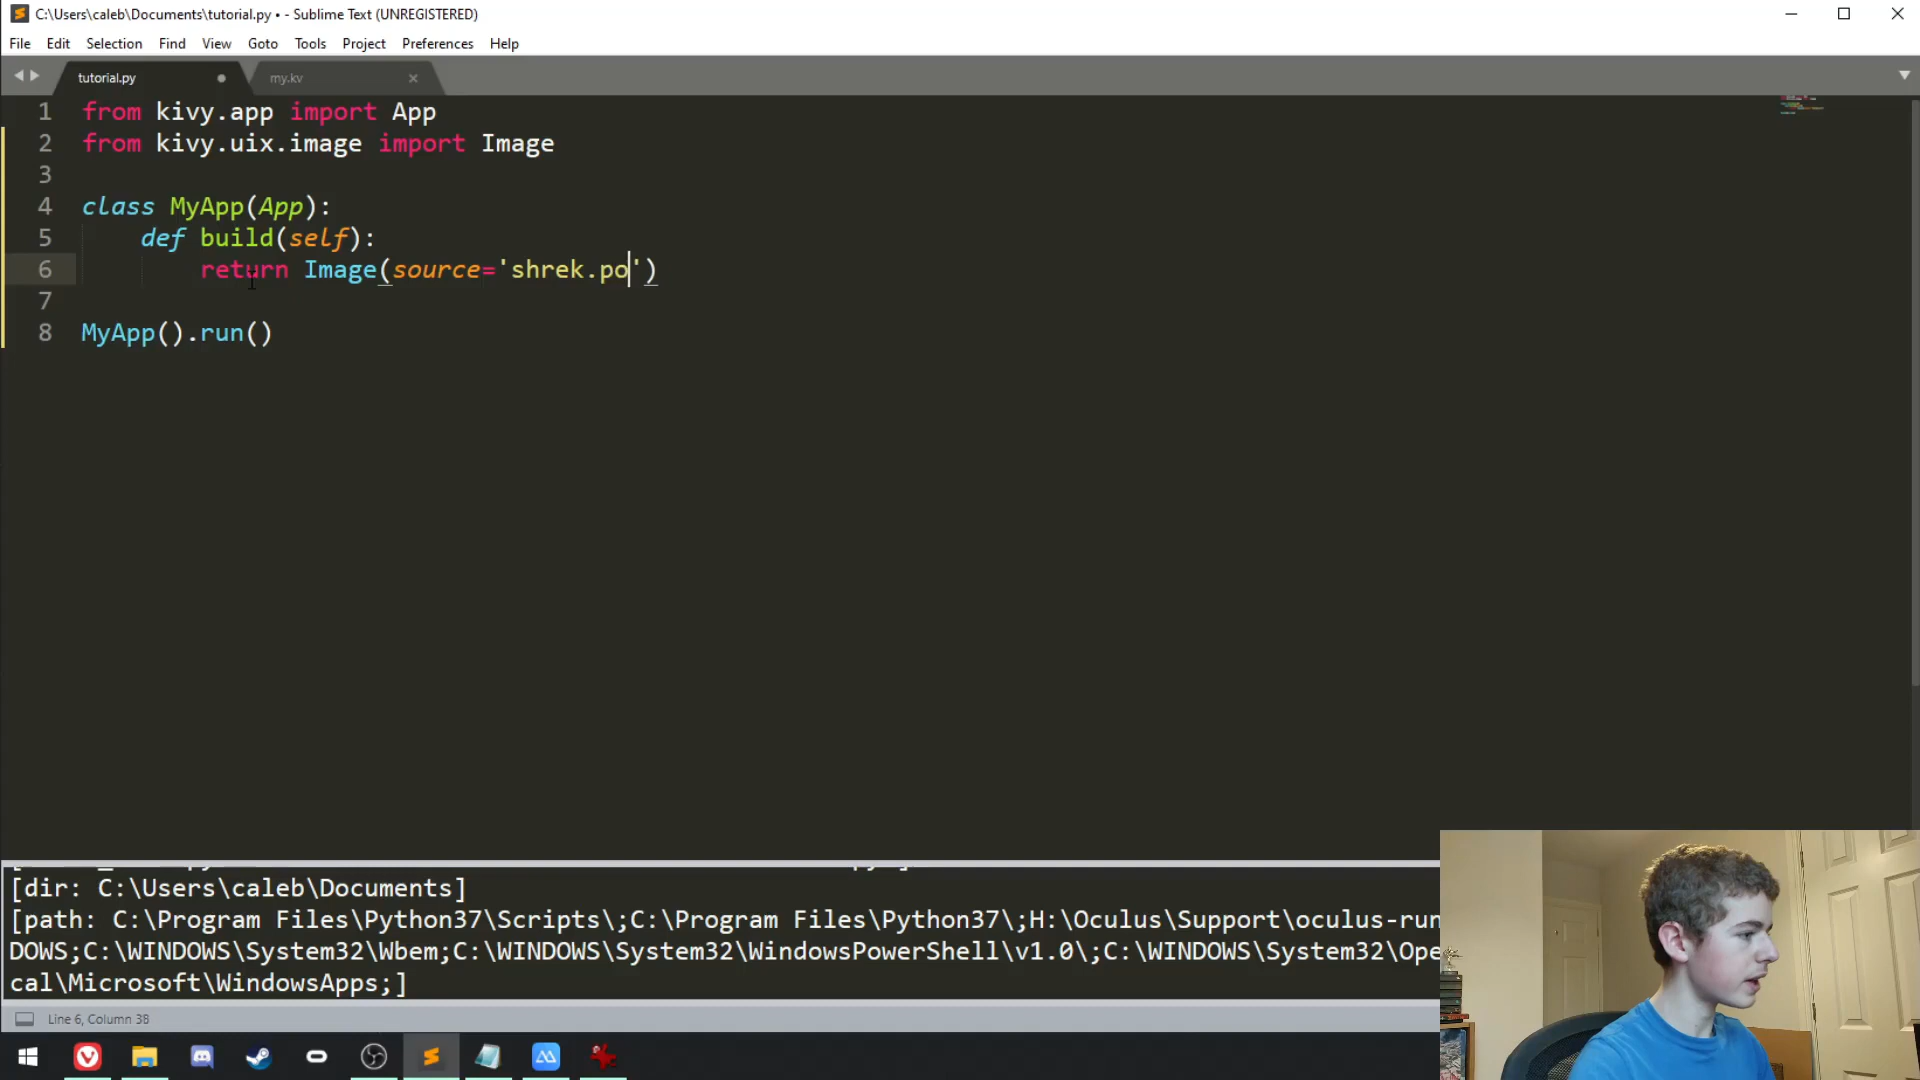 C:\Users\caleb\Documents\tutorial.py • - Sublime Text (UNREGISTERED)
File Edit Selection Find View Goto Tools Project Preferences Help
tutorial.py my.kv
1 from kivy.app import App
2 from kivy.uix.image import Image
3
4 class MyApp(App):
5 def build(self):
6 return Image(source='shrek.po')
7
8 MyApp().run()
[dir: C:\Users\caleb\Documents]
[path: C:\Program Files\Python37\Scripts\;C:\Program Files\Python37\;H:\Oculus\Support\oculus-run
DOWS;C:\WINDOWS\System32\Wbem;C:\WINDOWS\System32\WindowsPowerShell\v1.0\;C:\WINDOWS\System32\Ope
cal\Microsoft\WindowsApps;]
Line 6, Column 38